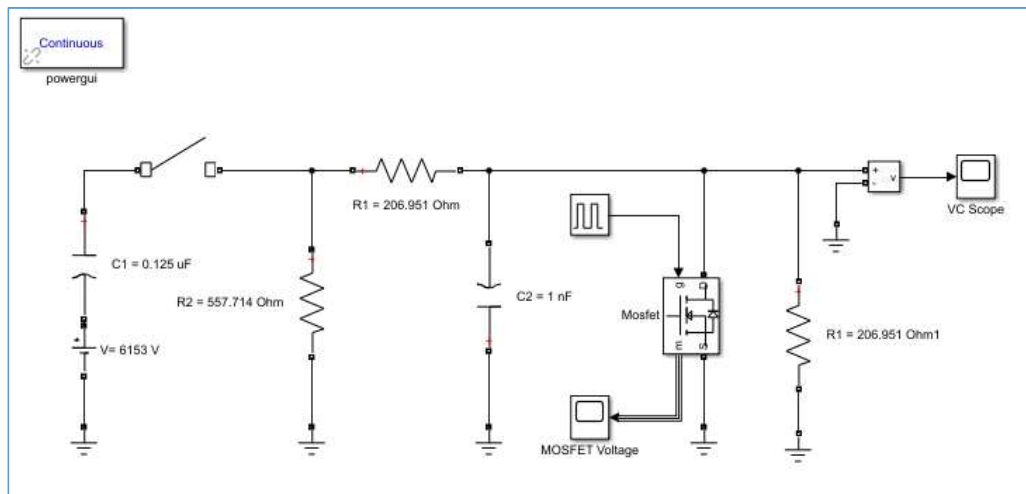 Continuous
powergui
R1 = 206.951 Ohm
+
-
v
VC Scope
C1 = 0.125 uF
R2 = 557.714 Ohm
C2 = 1 nF
g
D
Mosfet
m
S
R1 = 206.951 Ohm1
V= 6153 V
MOSFET Voltage